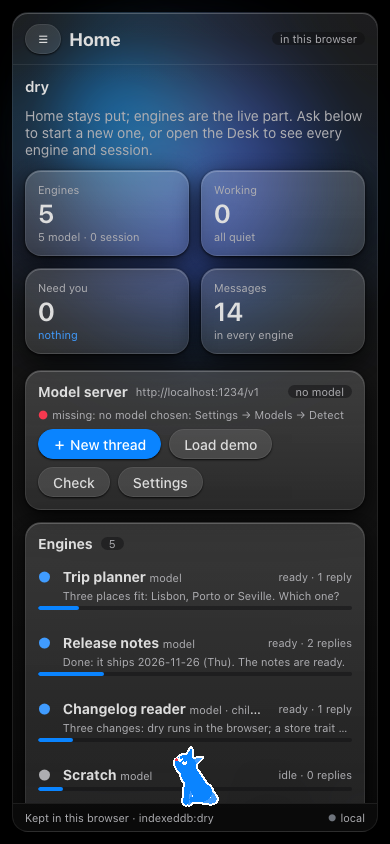 ≡ Home in this browser
dry
Home stays put; engines are the live part. Ask below
to start a new one, or open the Desk to see every
engine and session.
Engines
5
5 model · 0 session
Working
0
all quiet
Need you
0
nothing
Messages
14
in every engine
Model server http://localhost:1234/v1 no model
missing: no model chosen: Settings → Models → Detect
+ New thread Load demo
Check Settings
Engines 5
Trip planner model ready · 1 reply
Three places fit: Lisbon, Porto or Seville. Which one?
Release notes model ready · 2 replies
Done: it ships 2026-11-26 (Thu). The notes are ready.
Changelog reader model · chil... ready · 1 reply
Three changes: dry runs in the browser; a store trait ...
Scratch model idle · 0 replies
Kept in this browser · indexeddb:dry local